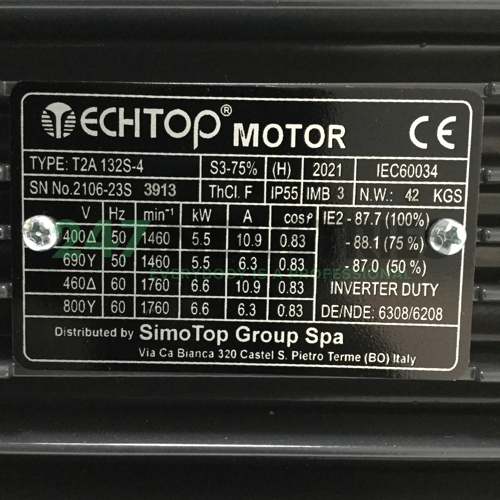 TECHTOP® MOTOR CE
TYPE: T2A 132S-4 S3-75% (H) 2021 IEC60034
SN No.2106-23S 3913 ThCl. F IP55 IMB 3 N.W.: 42 KGS
V Hz min⁻¹ kW A cosφ IE2 - 87.7 (100%)
400Δ 50 1460 5.5 10.9 0.83 - 88.1 (75 %)
690Y 50 1460 5.5 6.3 0.83 - 87.0 (50 %)
460Δ 60 1760 6.6 10.9 0.83 INVERTER DUTY
800Y 60 1760 6.6 6.3 0.83 DE/NDE: 6308/6208
Distributed by SimoTop Group Spa
Via Ca Bianca 320 Castel S. Pietro Terme (BO) Italy